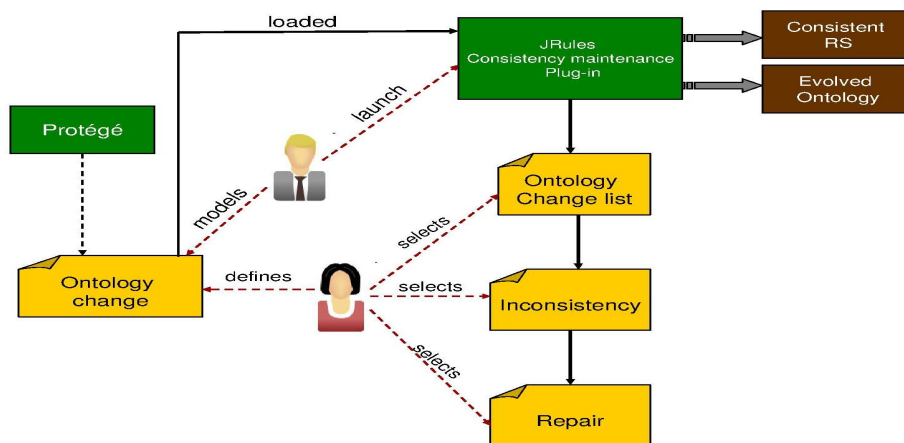 loaded
JRules
Consistency maintenance
Plug-in
Consistent
RS
Evolved
Ontology
Protégé
launch
models
Ontology
Change list
selects
Ontology
change
defines
selects
Inconsistency
selects
Repair